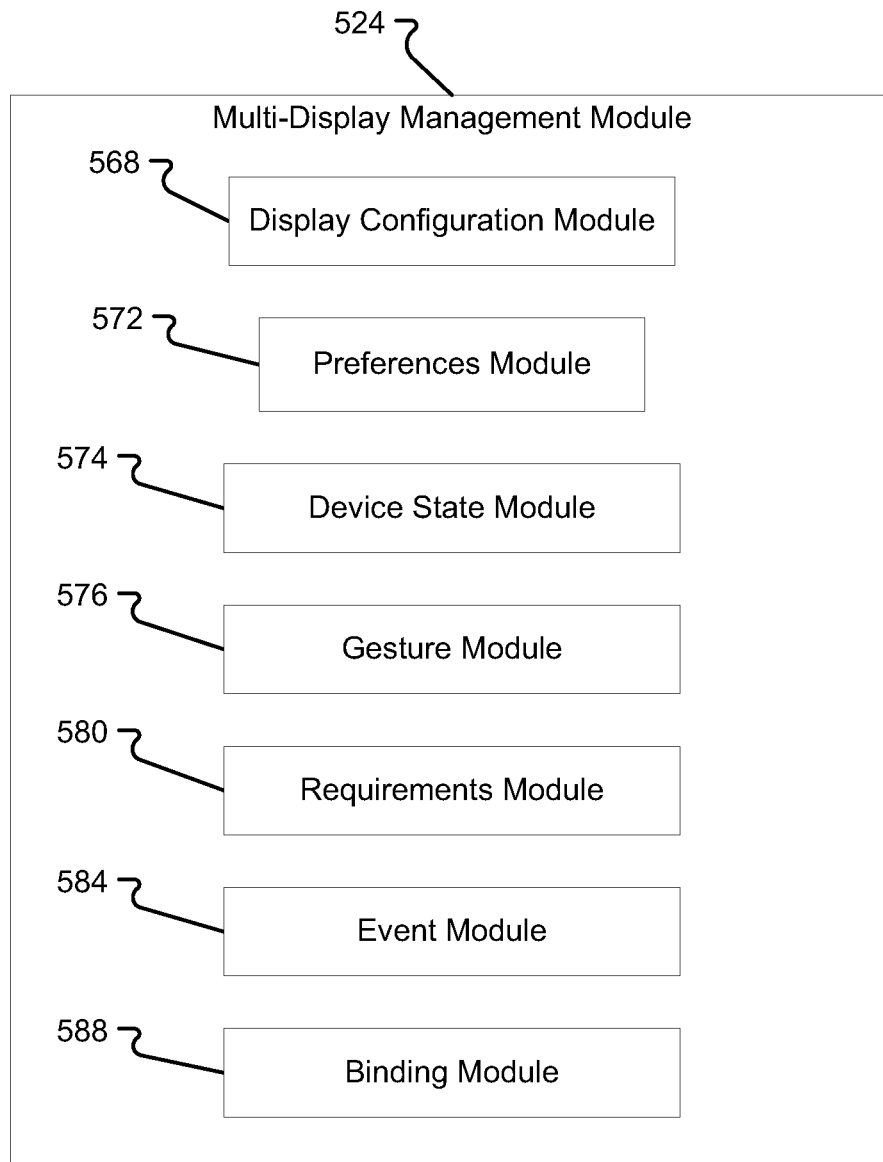 524
Multi-Display Management Module
568
Display Configuration Module
572
Preferences Module
574
Device State Module
576
Gesture Module
580
Requirements Module
584
Event Module
588
Binding Module